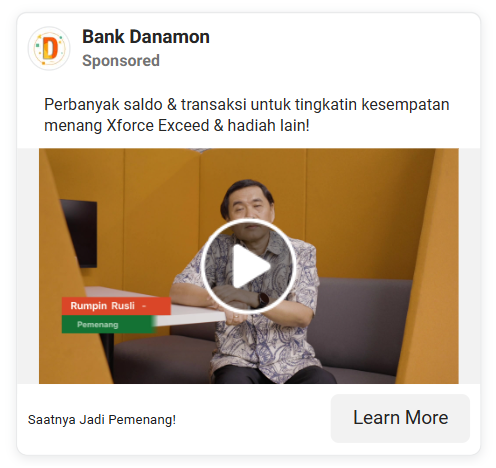 Bank Danamon
Sponsored
Perbanyak saldo & transaksi untuk tingkatin kesempatan
menang Xforce Exceed & hadiah lain!
Rumpin Rusli -
Pemenang
Saatnya Jadi Pemenang!
Learn More